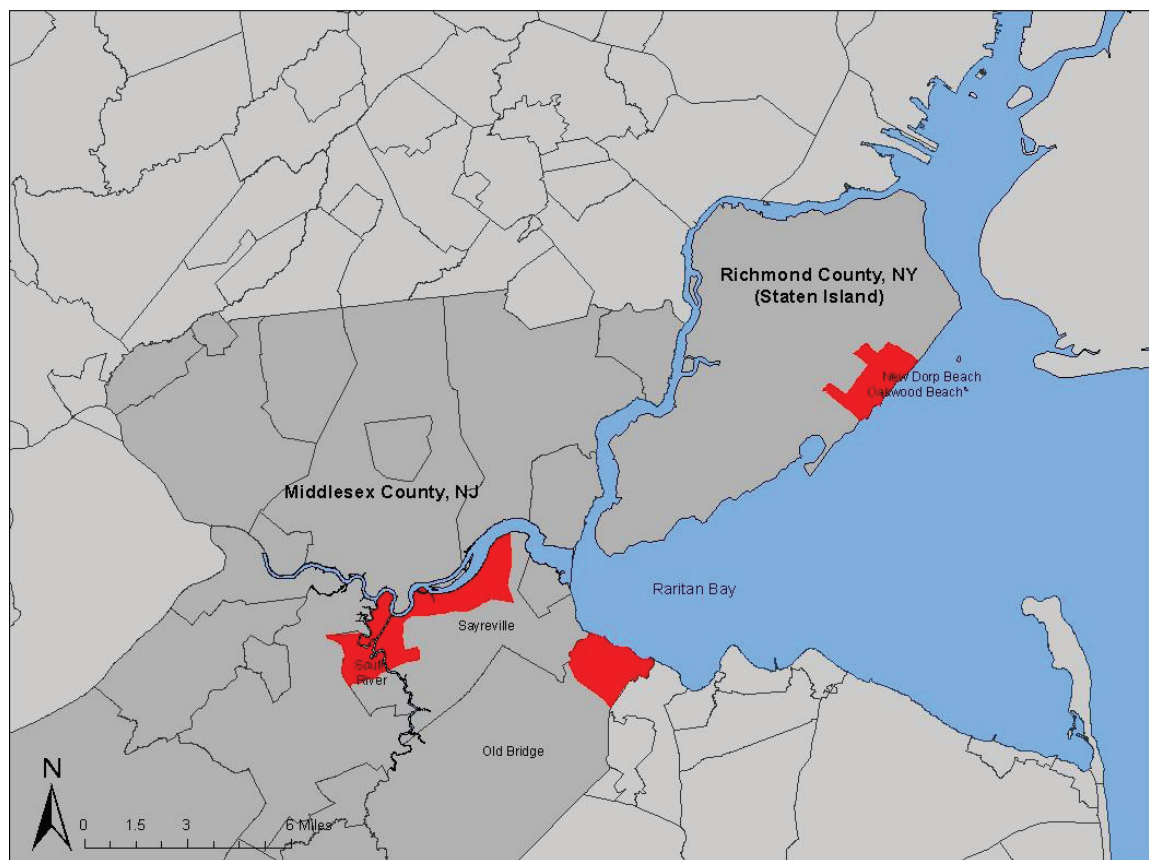 Richmond County, NY
(Staten Island)
New Dorp Beach
Oakwood Beach*
Middlesex County, NJ
Raritan Bay
Sayreville
South
River
Old Bridge
N
0 1.5 3 6 Miles